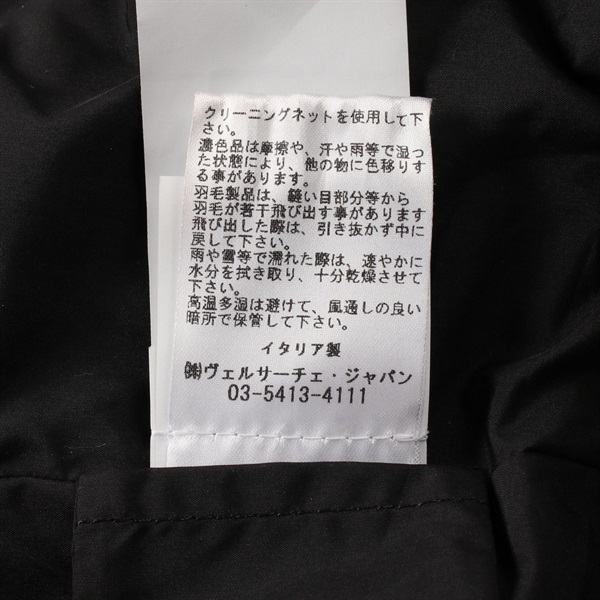 クリーニングネットを使用して下
さい。
濃色品は摩擦や、汗や雨等で湿っ
た状態により、他の物に色移りす
る事があります。
羽毛製品は、縫い目部分等から
羽毛が若干飛び出す事があります
飛び出した際は、引き抜かず中に
戻して下さい。
雨や雪等で濡れた際は、速やかに
水分を拭き取り、十分乾燥させて
下さい。
高温多湿は避けて、風通しの良い
暗所で保管して下さい。
イタリア製
㈱ヴェルサーチェ・ジャパン
03-5413-4111